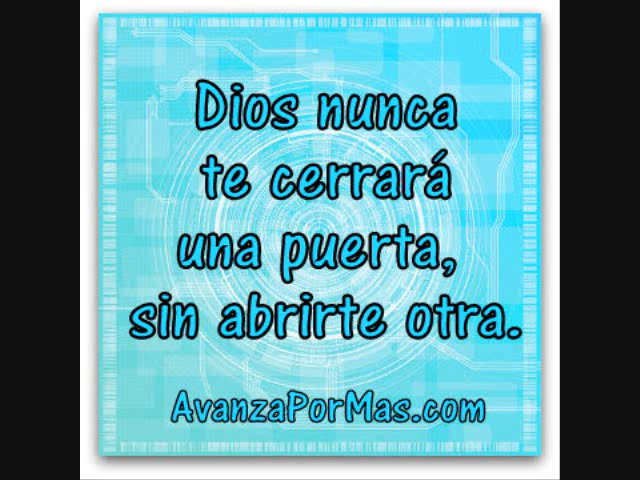 Dios nunca
te cerrará
una puerta,
sin abrirte otra.
AvanzaPorMas.com